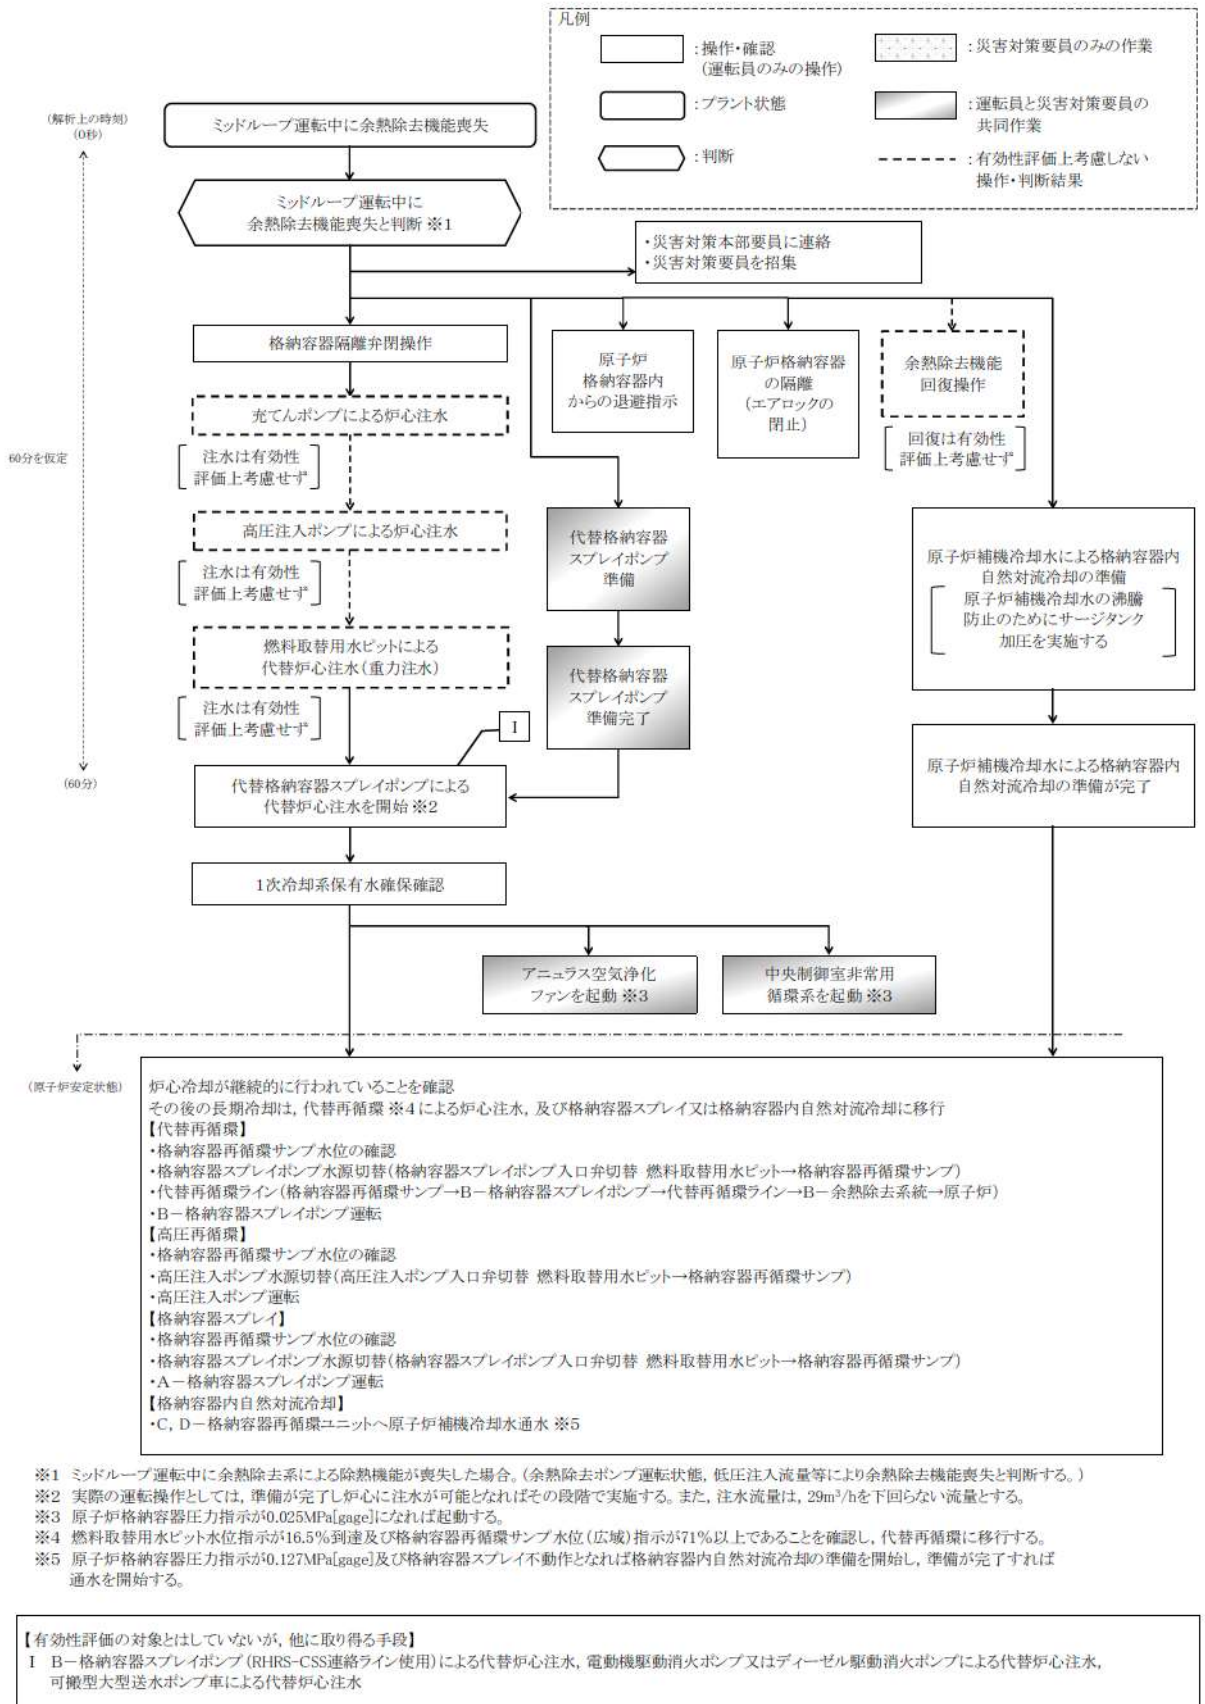 凡例
:操作・確認
(運転員のみの操作)
:災害対策要員のみの作業
:プラント状態
:運転員と災害対策要員の
共同作業
:判断
:有効性評価上考慮しない
操作・判断結果
(解析上の時刻)
(0秒)
ミッドループ運転中に余熱除去機能喪失
ミッドループ運転中に
余熱除去機能喪失と判断 ※1
・災害対策本部要員に連絡
・災害対策要員を招集
格納容器隔離弁閉操作
原子炉
格納容器内
からの退避指示
原子炉格納容器
の隔離
(エアロックの
閉止)
余熱除去機能
回復操作
回復は有効性
評価上考慮せず
充てんポンプによる炉心注水
注水は有効性
評価上考慮せず
60分を仮定
高圧注入ポンプによる炉心注水
注水は有効性
評価上考慮せず
代替格納容器
スプレイポンプ
準備
原子炉補機冷却水による格納容器内
自然対流冷却の準備
原子炉補機冷却水の沸騰
防止のためにサージタンク
加圧を実施する
燃料取替用水ピットによる
代替炉心注水(重力注水)
注水は有効性
評価上考慮せず
代替格納容器
スプレイポンプ
準備完了
I
(60分)
代替格納容器スプレイポンプによる
代替炉心注水を開始 ※2
原子炉補機冷却水による格納容器内
自然対流冷却の準備が完了
1次冷却系保有水確保確認
アニュラス空気浄化
ファンを起動 ※3
中央制御室非常用
循環系を起動 ※3
(原子炉安定状態)
炉心冷却が継続的に行われていることを確認
その後の長期冷却は, 代替再循環 ※4による炉心注水, 及び格納容器スプレイ又は格納容器内自然対流冷却に移行
【代替再循環】
・格納容器再循環サンプ水位の確認
・格納容器スプレイポンプ水源切替(格納容器スプレイポンプ入口弁切替 燃料取替用水ピット→格納容器再循環サンプ)
・代替再循環ライン(格納容器再循環サンプ→B-格納容器スプレイポンプ→代替再循環ライン→B-余熱除去系統→原子炉)
・B-格納容器スプレイポンプ運転
【高圧再循環】
・格納容器再循環サンプ水位の確認
・高圧注入ポンプ水源切替(高圧注入ポンプ入口弁切替 燃料取替用水ピット→格納容器再循環サンプ)
・高圧注入ポンプ運転
【格納容器スプレイ】
・格納容器再循環サンプ水位の確認
・格納容器スプレイポンプ水源切替(格納容器スプレイポンプ入口弁切替 燃料取替用水ピット→格納容器再循環サンプ)
・A-格納容器スプレイポンプ運転
【格納容器内自然対流冷却】
・C, D-格納容器再循環ユニットへ原子炉補機冷却水通水 ※5
※1 ミッドループ運転中に余熱除去系による除熱機能が喪失した場合。(余熱除去ポンプ運転状態, 低圧注入流量等により余熱除去機能喪失と判断する。)
※2 実際の運転操作としては, 準備が完了し炉心に注水が可能となればその段階で実施する。また, 注水流量は, 29m³/hを下回らない流量とする。
※3 原子炉格納容器圧力指示が0.025MPa[gage]になれば起動する。
※4 燃料取替用水ピット水位指示が16.5%到達及び格納容器再循環サンプ水位(広域)指示が71%以上であることを確認し, 代替再循環に移行する。
※5 原子炉格納容器圧力指示が0.127MPa[gage]及び格納容器スプレイ不動作となれば格納容器内自然対流冷却の準備を開始し, 準備が完了すれば
通水を開始する。
【有効性評価の対象とはしていないが, 他に取り得る手段】
I B-格納容器スプレイポンプ(RHRS-CSS連絡ライン使用)による代替炉心注水, 電動機駆動消火ポンプ又はディーゼル駆動消火ポンプによる代替炉心注水,
可搬型大型送水ポンプ車による代替炉心注水